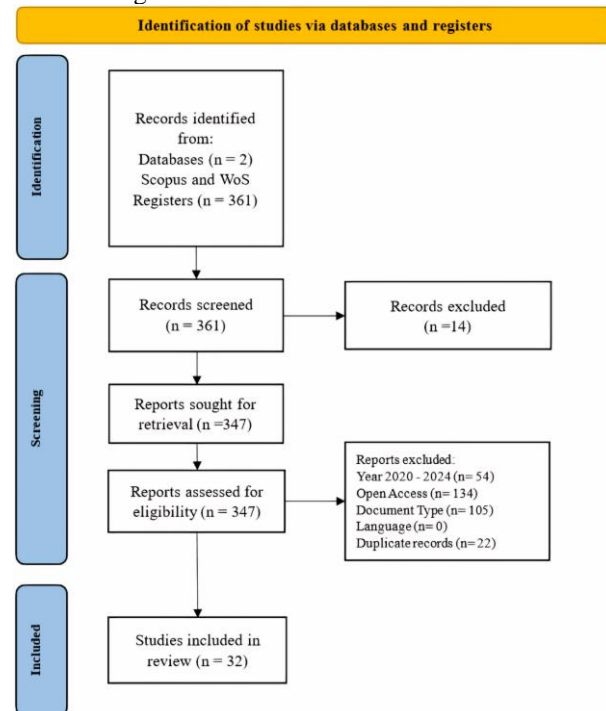 Identification of studies via databases and registers
Identification
Records identified
from:
Databases (n = 2)
Scopus and WoS
Registers (n = 361)
Screening
Records screened
(n = 361)
Records excluded
(n =14)
Reports sought for
retrieval (n =347)
Reports assessed for
eligibility (n = 347)
Reports excluded:
Year 2020 - 2024 (n= 54)
Open Access (n= 134)
Document Type (n= 105)
Language (n= 0)
Duplicate records (n=22)
Included
Studies included in
review (n = 32)